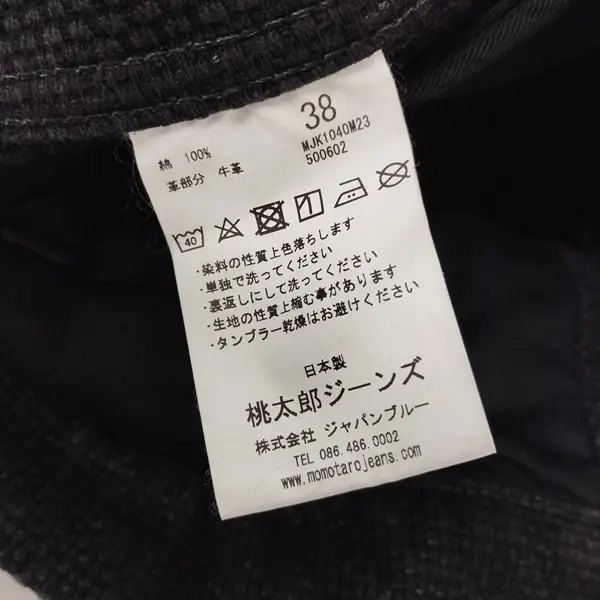 38
MJK1040M23
500602
綿 100%
革部分 牛革
40
・染料の性質上色落ちします
・単独で洗ってください
・裏返しにして洗ってください
・生地の性質上縮む事があります
・タンブラー乾燥はお避けください
日本製
桃太郎ジーンズ
株式会社 ジャパンブルー
TEL 086.486.0002
www.momotarojeans.com